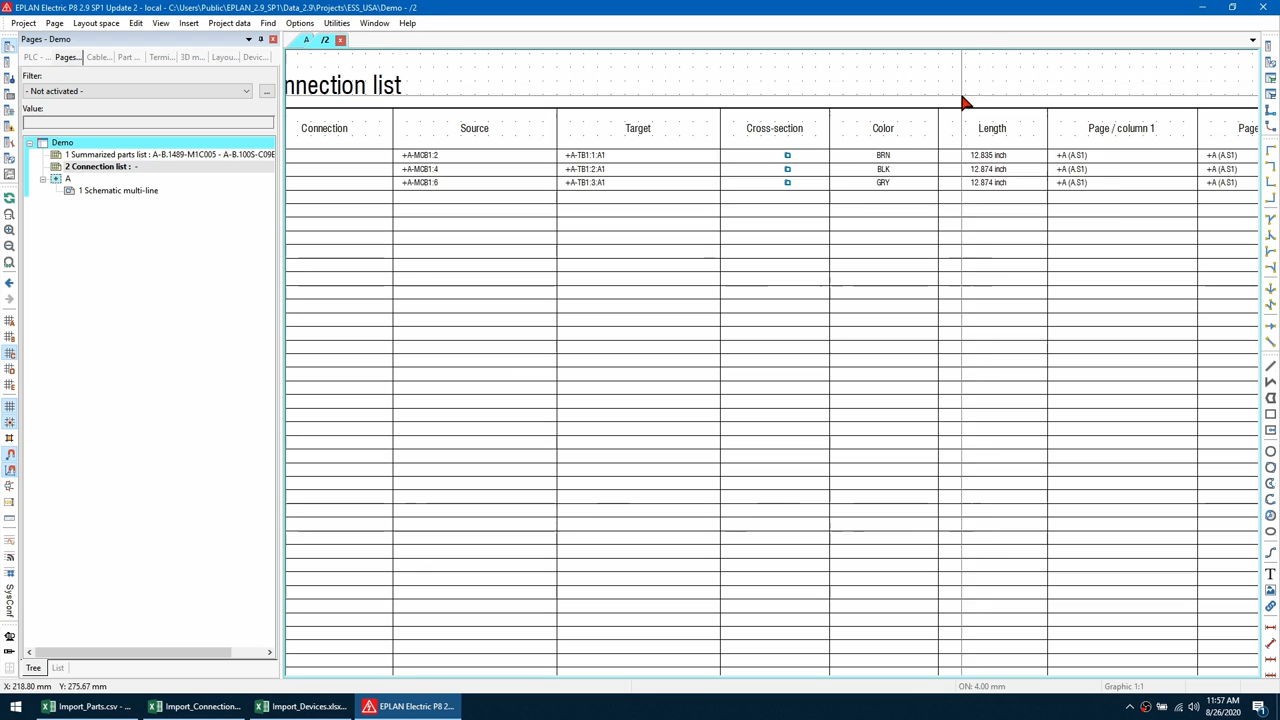 EPLAN Electric P8 2.9 SP1 Update 2 - local - C:\Users\Public\EPLAN_2.9_SP1\Data_2.9\Projects\ESS_USA\Demo - /2
Project Page Layout space Edit View Insert Project data Find Options Utilities Window Help
Pages - Demo
A /2
PLC - ... Pages... Cable... Part ... Termi... 3D m... Layou... Devic...
Filter:
- Not activated -
...
Value:
Demo
1 Summarized parts list : A-B.1489-M1C005 - A-B.100S-C09E
2 Connection list : -
A
1 Schematic multi-line
nnection list
Connection Source Target Cross-section Color Length Page / column 1 Page
+A-MCB1:2 +A-TB1:1:A1 BRN 12.835 inch +A (A.S1) +A (A.S1)
+A-MCB1:4 +A-TB1:2:A1 BLK 12.874 inch +A (A.S1) +A (A.S1)
+A-MCB1:6 +A-TB1:3:A1 GRY 12.874 inch +A (A.S1) +A (A.S1)
SysConf
Tree List
X: 218.80 mm Y: 275.67 mm ON: 4.00 mm Graphic 1:1
Import_Parts.csv - ... Import_Connection... Import_Devices.xlsx... EPLAN Electric P8 2...
11:57 AM
8/26/2020